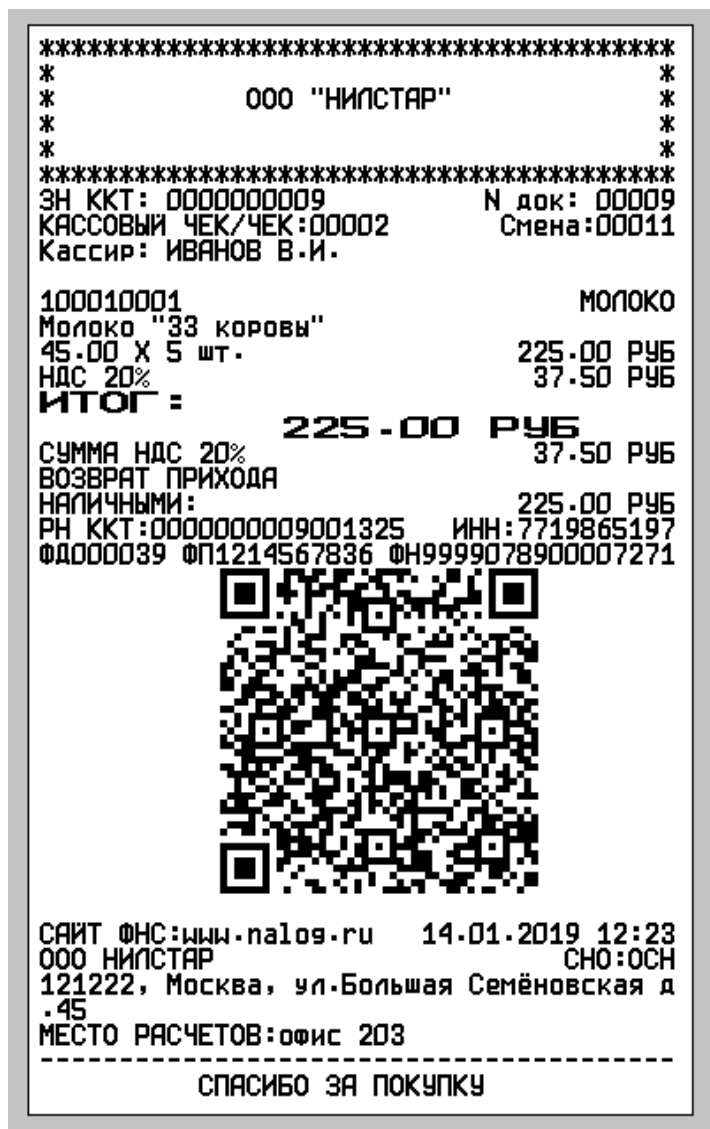 ****************************************
* *
* ООО "НИЛСТАР" *
* *
* *
****************************************
ЗН ККТ: 0000000009 N док: 00009
КАССОВЫЙ ЧЕК/ЧЕК:00002 Смена:00011
Кассир: ИВАНОВ В.И.
100010001 МОЛОКО
Молоко "33 коровы"
45.00 X 5 шт. 225.00 РУБ
НДС 20% 37.50 РУБ
ИТОГ:
225.00 РУБ
СУММА НДС 20% 37.50 РУБ
ВОЗВРАТ ПРИХОДА
НАЛИЧНЫМИ: 225.00 РУБ
РН ККТ:0000000009001325 ИНН:7719865197
ФД000039 ФП1214567836 ФН9999078900007271
САЙТ ФНС:www.nalog.ru 14.01.2019 12:23
ООО НИЛСТАР СНО:ОСН
121222, Москва, ул.Большая Семёновская д
.45
МЕСТО РАСЧЕТОВ:офис 203
----------------------------------------
СПАСИБО ЗА ПОКУПКУ